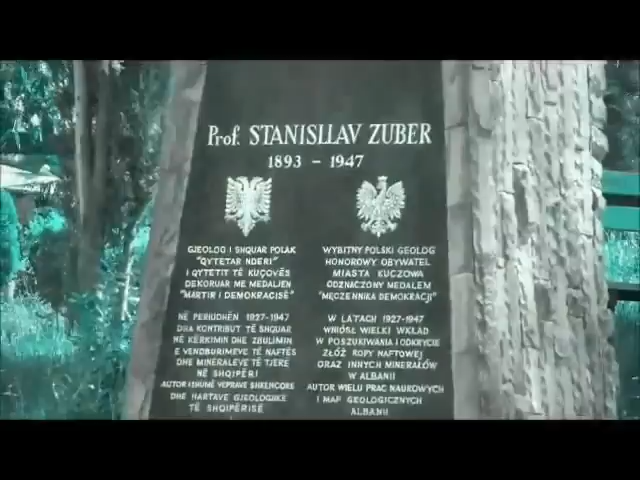 Prof. STANISLLAV ZUBER
1893 – 1947
GJEOLOG I SHQUAR POLAK
"QYTETAR NDERI"
I QYTETIT TË KUÇOVËS
DEKORUAR ME MEDALJEN
"MARTIR I DEMOKRACISË"
NË PERIUDHËN 1927-1947
DHA KONTRIBUT TË SHQUAR
NË KËRKIMIN DHE ZBULIMIN
E VENDBURIMEVE TË NAFTËS
DHE MINERALEVE TË TJERË
NË SHQIPËRI
AUTOR I SHUMË VEPRAVE SHKENCORE
DHE HARTAVE GJEOLOGJIKE
TË SHQIPËRISË
WYBITNY POLSKI GEOLOG
HONOROWY OBYWATEL
MIASTA KUCZOWA
ODZNACZONY MEDALEM
"MĘCZENNIKA DEMOKRACJI"
W LATACH 1927-1947
WNIÓSŁ WIELKI WKŁAD
W POSZUKIWANIA I ODKRYCIE
ZŁÓŻ ROPY NAFTOWEJ
ORAZ INNYCH MINERAŁÓW
W ALBANII
AUTOR WIELU PRAC NAUKOWYCH
I MAP GEOLOGICZNYCH
ALBANII